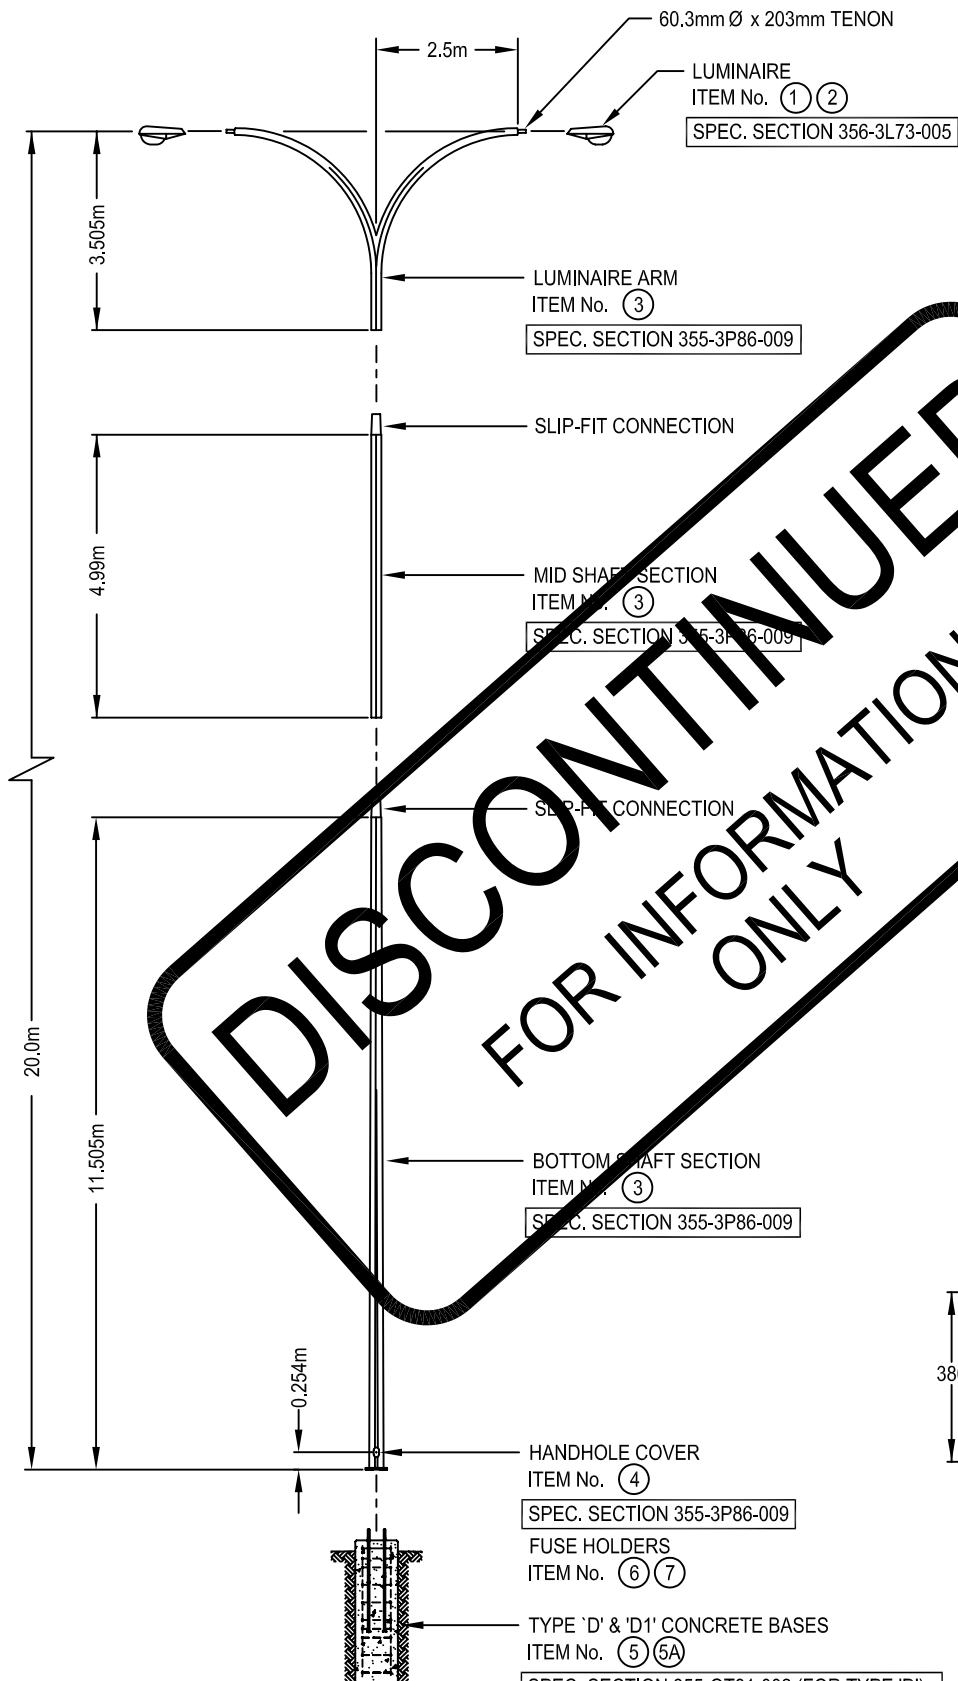 60.3mm Ø x 203mm TENON
2.5m
LUMINAIRE
ITEM No. 1 2
SPEC. SECTION 356-3L73-005
3.505m
LUMINAIRE ARM
ITEM No. 3
SPEC. SECTION 355-3P86-009
SLIP-FIT CONNECTION
4.99m
MID SHAFT SECTION
ITEM No. 3
SPEC. SECTION 355-3P86-009
SLIP-FIT CONNECTION
DISCONTINUED
FOR INFORMATION
ONLY
20.0m
11.505m
BOTTOM SHAFT SECTION
ITEM No. 3
SPEC. SECTION 355-3P86-009
0.254m
HANDHOLE COVER
ITEM No. 4
SPEC. SECTION 355-3P86-009
FUSE HOLDERS
ITEM No. 6 7
TYPE `D' & 'D1' CONCRETE BASES
ITEM No. 5 5A